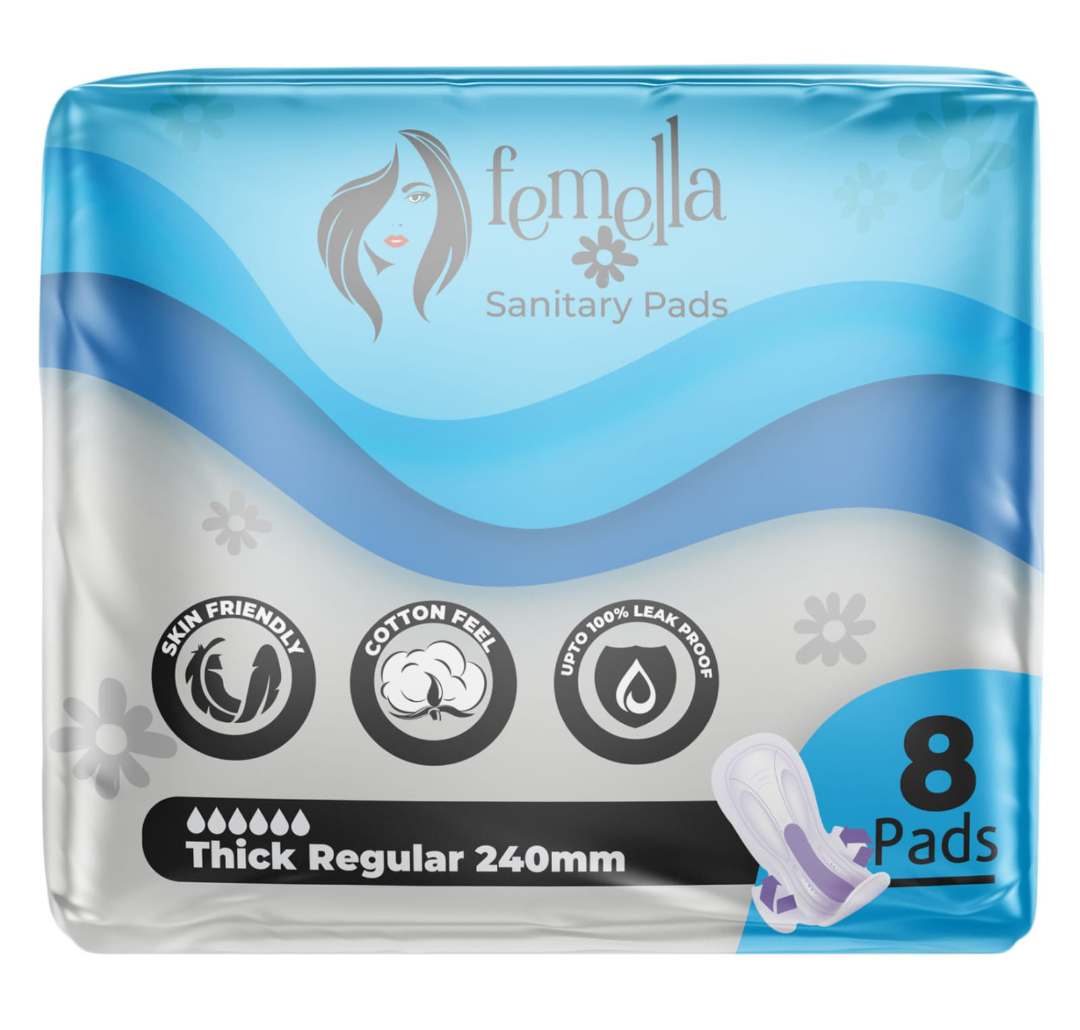 femella
Sanitary Pads
SKIN FRIENDLY
COTTON FEEL
UPTO 100% LEAK PROOF
Thick Regular 240mm
8
Pads